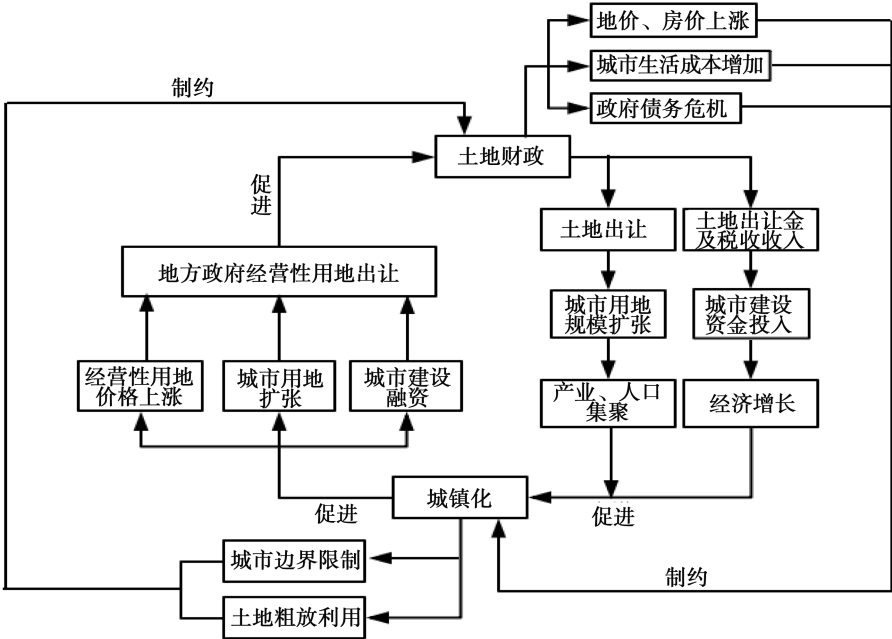 地价、房价上涨
城市生活成本增加
政府债务危机
制约
土地财政
促
进
土地出让
土地出让金
及税收收入
地方政府经营性用地出让
城市用地
规模扩张
城市建设
资金投入
经营性用地
价格上涨
城市用地
扩张
城市建设
融资
产业、人口
集聚
经济增长
城镇化
促进
促进
城市边界限制
制约
土地粗放利用